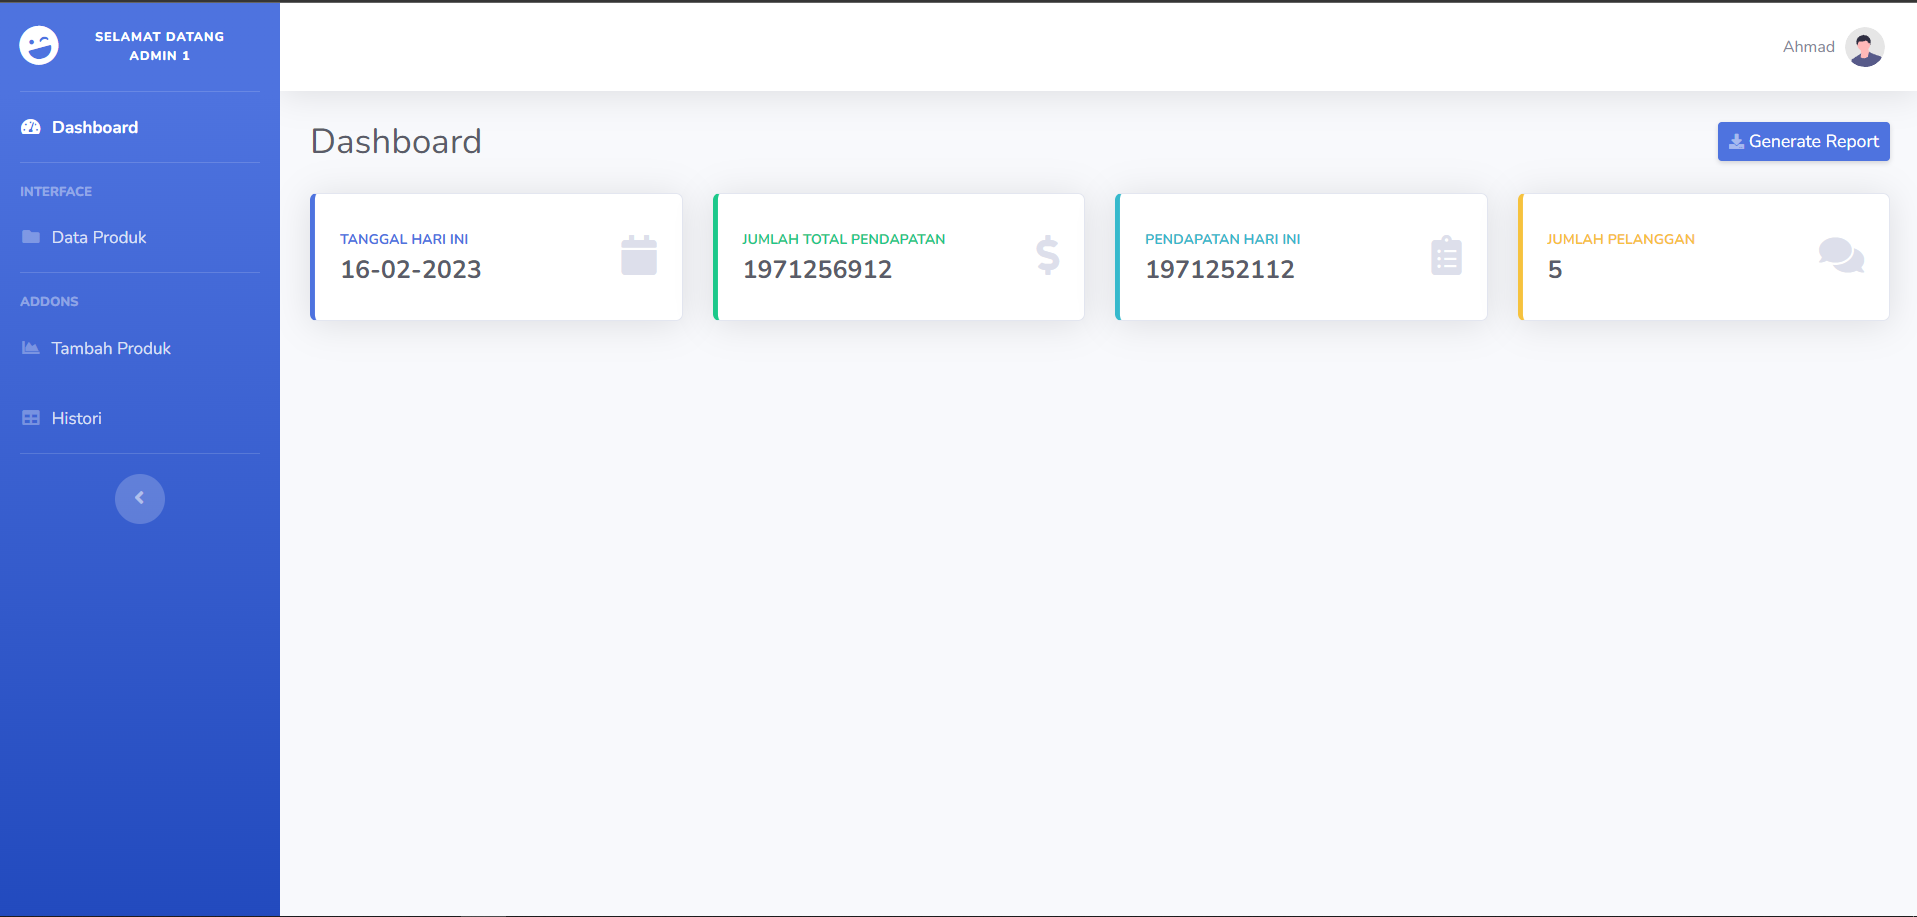 SELAMAT DATANG
ADMIN 1
Ahmad
Dashboard
INTERFACE
Data Produk
ADDONS
Tambah Produk
Histori
Dashboard
Generate Report
TANGGAL HARI INI
16-02-2023
JUMLAH TOTAL PENDAPATAN
1971256912
PENDAPATAN HARI INI
1971252112
JUMLAH PELANGGAN
5